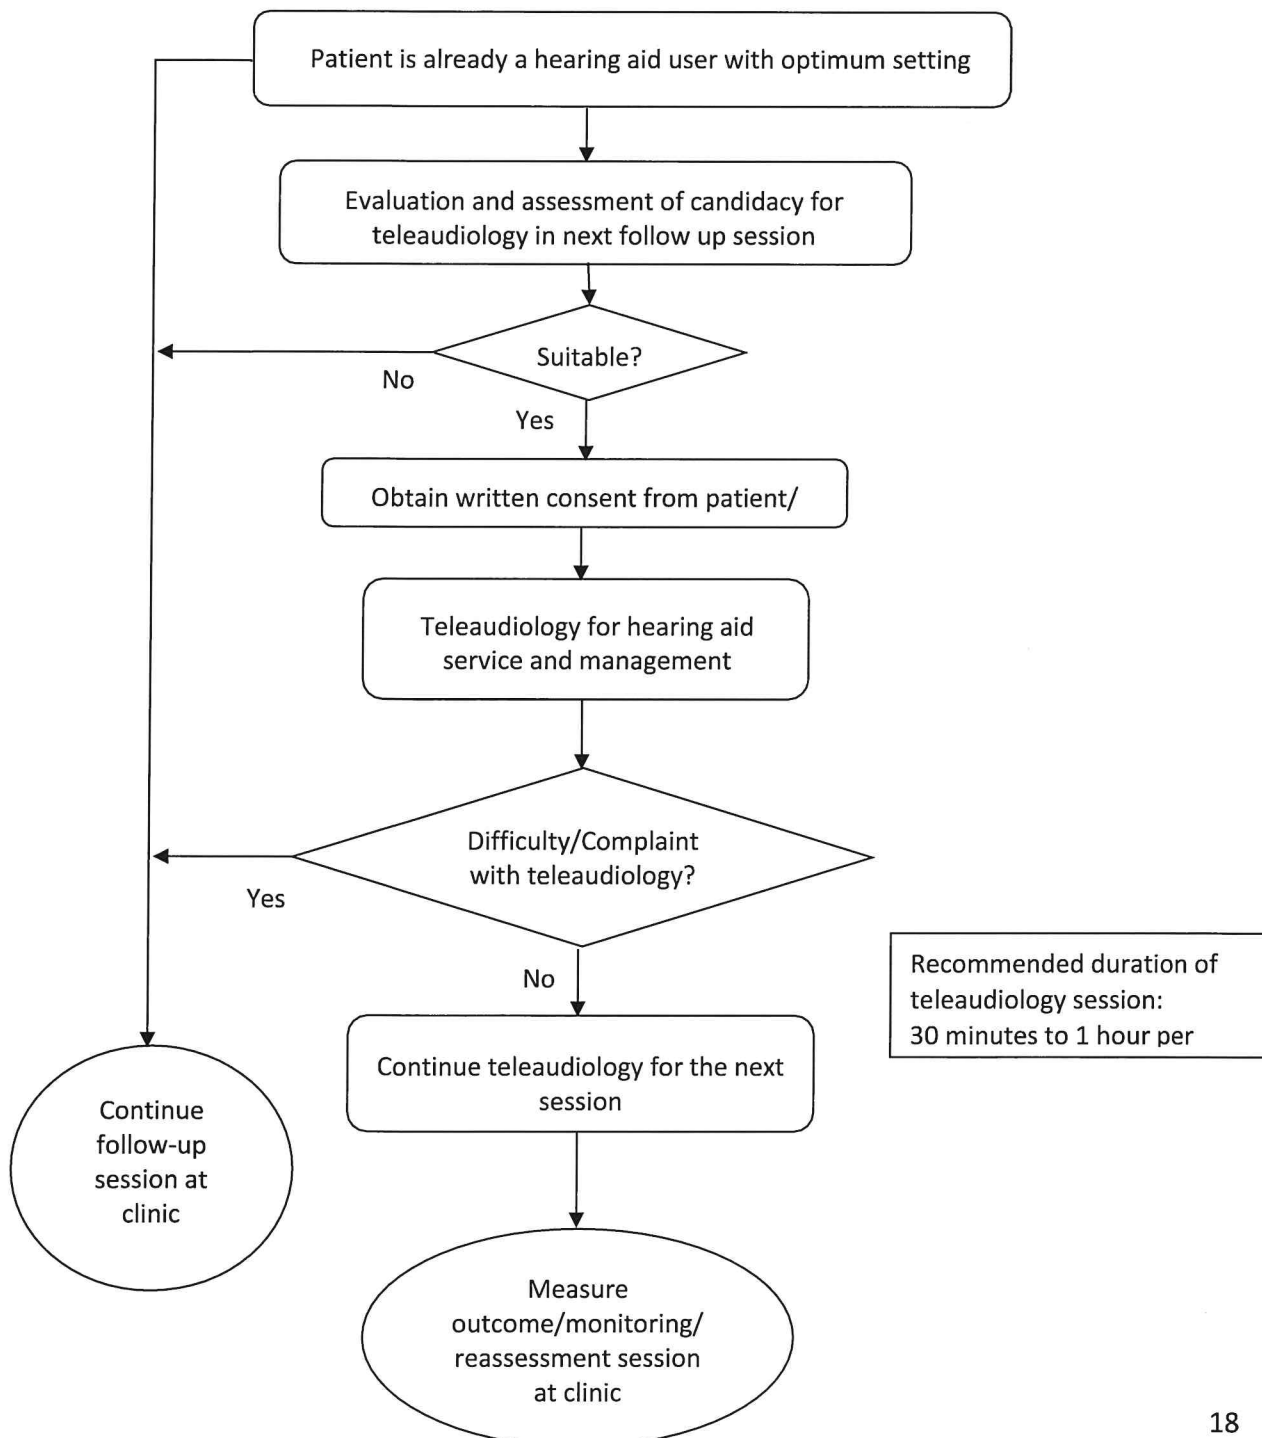 Patient is already a hearing aid user with optimum setting
Evaluation and assessment of candidacy for
teleaudiology in next follow up session
Suitable?
No
Yes
Obtain written consent from patient/
Teleaudiology for hearing aid
service and management
Difficulty/Complaint
with teleaudiology?
Yes
No
Recommended duration of
teleaudiology session:
30 minutes to 1 hour per
Continue teleaudiology for the next
session
Continue
follow-up
session at
clinic
Measure
outcome/monitoring/
reassessment session
at clinic
18